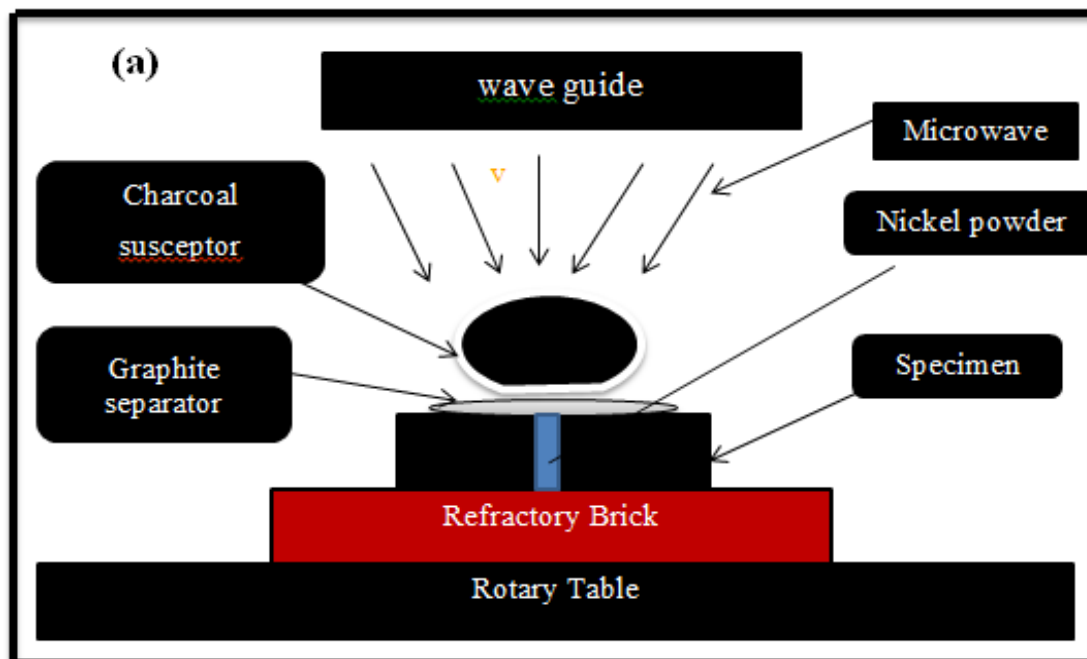 (a)
wave guide
Microwave
v
Charcoal
susceptor
Nickel powder
Graphite
separator
Specimen
Refractory Brick
Rotary Table